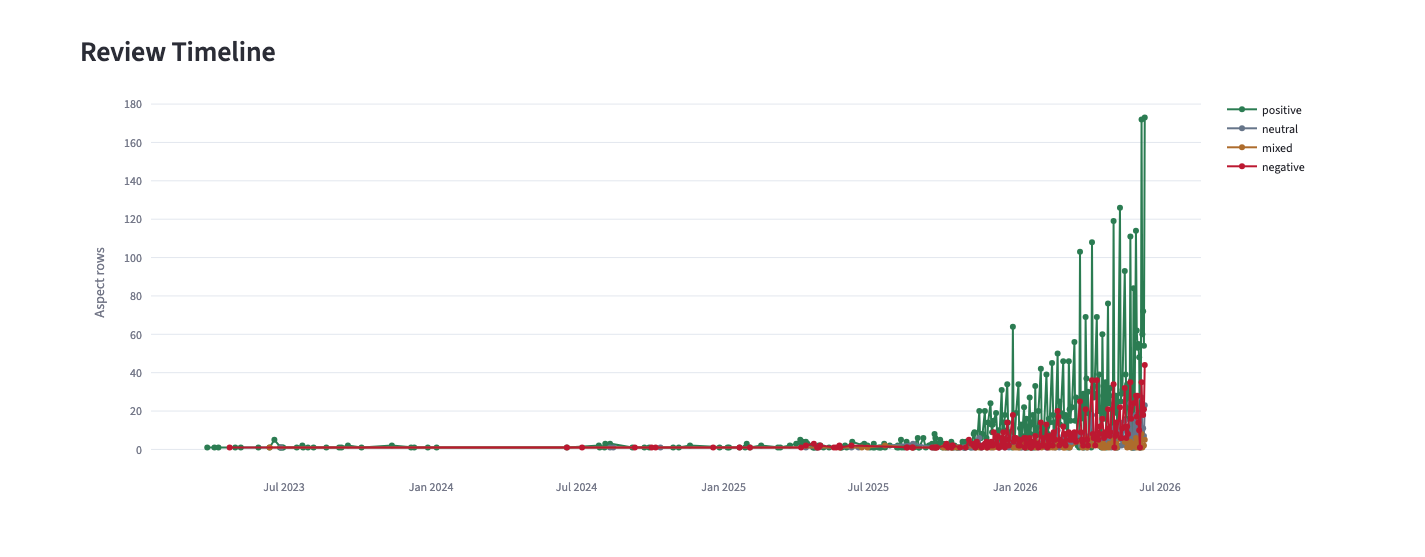 Review Timeline
180
160
140
120
100
80
60
40
20
0
Aspect rows
Jul 2023
Jan 2024
Jul 2024
Jan 2025
Jul 2025
Jan 2026
Jul 2026
positive
neutral
mixed
negative